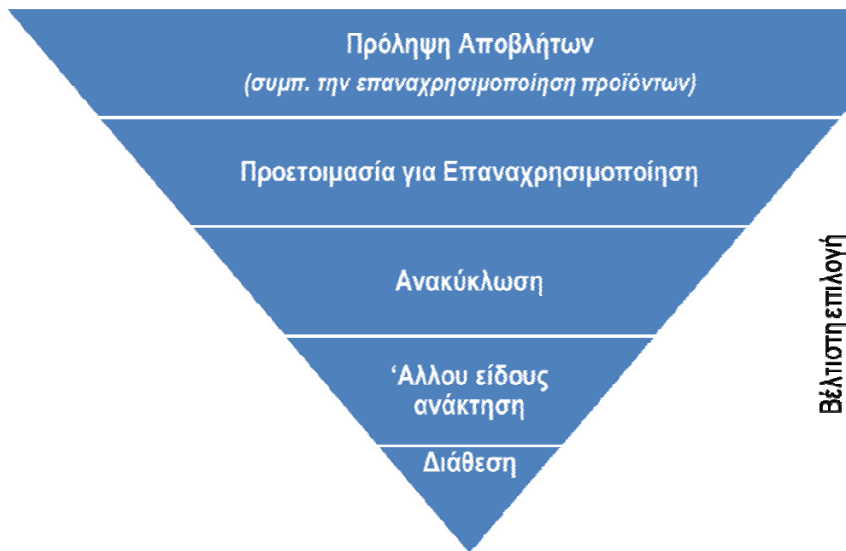 Πρόληψη Αποβλήτων
(συμπ. την επαναχρησιμοποίηση προϊόντων)
Προετοιμασία για Επαναχρησιμοποίηση
Ανακύκλωση
‘Αλλου είδους
ανάκτηση
Διάθεση
Βέλτιστη επιλογή